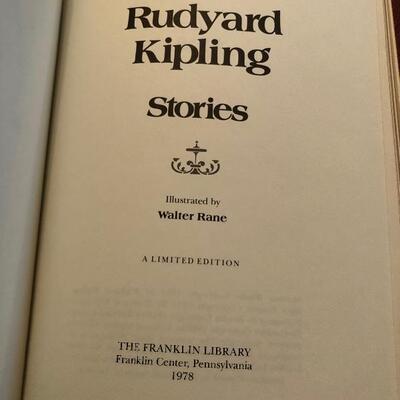 Rudyard
Kipling
Stories
Illustrated by
Walter Rane
A LIMITED EDITION
THE FRANKLIN LIBRARY
Franklin Center, Pennsylvania
1978